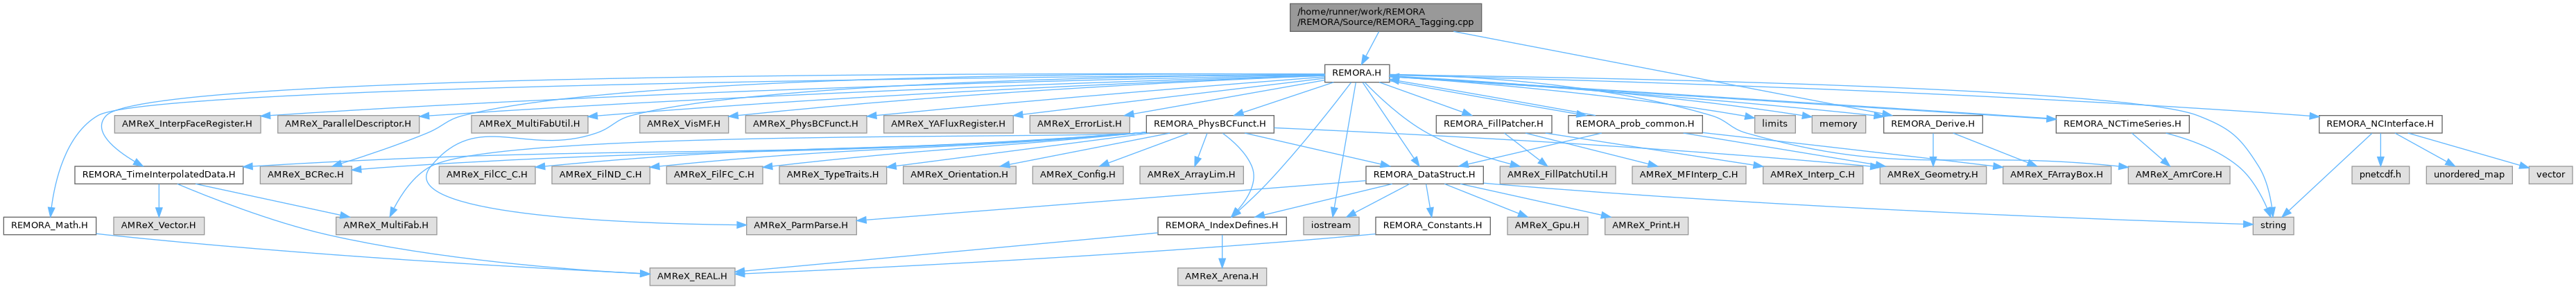 /home/runner/work/REMORA
/REMORA/Source/REMORA_Tagging.cpp
REMORA.H
AMReX_InterpFaceRegister.H
AMReX_ParallelDescriptor.H
AMReX_MultiFabUtil.H
AMReX_VisMF.H
AMReX_PhysBCFunct.H
AMReX_YAFluxRegister.H
AMReX_ErrorList.H
REMORA_PhysBCFunct.H
REMORA_FillPatcher.H
REMORA_prob_common.H
limits
memory
REMORA_Derive.H
REMORA_NCTimeSeries.H
REMORA_NCInterface.H
REMORA_TimeInterpolatedData.H
AMReX_BCRec.H
AMReX_FilCC_C.H
AMReX_FilND_C.H
AMReX_FilFC_C.H
AMReX_TypeTraits.H
AMReX_Orientation.H
AMReX_Config.H
AMReX_ArrayLim.H
REMORA_DataStruct.H
AMReX_FillPatchUtil.H
AMReX_MFInterp_C.H
AMReX_Interp_C.H
AMReX_Geometry.H
AMReX_FArrayBox.H
AMReX_AmrCore.H
pnetcdf.h
unordered_map
vector
REMORA_Math.H
AMReX_Vector.H
AMReX_MultiFab.H
AMReX_ParmParse.H
REMORA_IndexDefines.H
iostream
REMORA_Constants.H
AMReX_Gpu.H
AMReX_Print.H
string
AMReX_REAL.H
AMReX_Arena.H